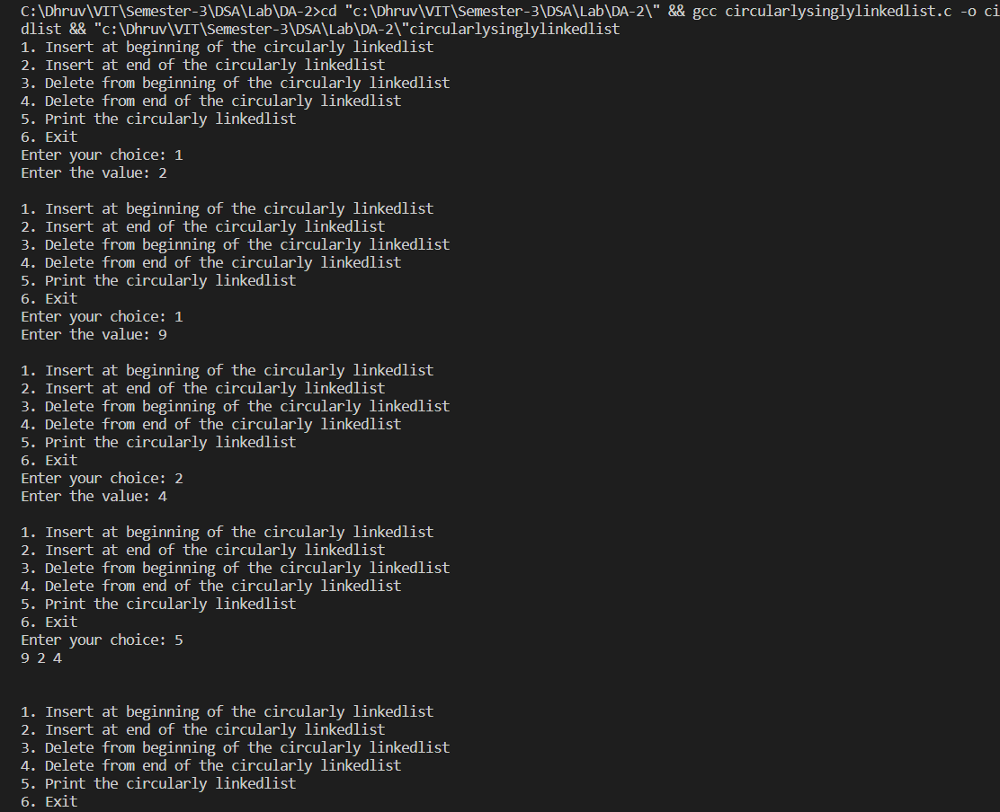 C:\Dhruv\VIT\Semester-3\DSA\Lab\DA-2>cd "c:\Dhruv\VIT\Semester-3\DSA\Lab\DA-2\" && gcc circularlysinglylinkedlist.c -o ci
dlist && "c:\Dhruv\VIT\Semester-3\DSA\Lab\DA-2\"circularlysinglylinkedlist
1. Insert at beginning of the circularly linkedlist
2. Insert at end of the circularly linkedlist
3. Delete from beginning of the circularly linkedlist
4. Delete from end of the circularly linkedlist
5. Print the circularly linkedlist
6. Exit
Enter your choice: 1
Enter the value: 2
1. Insert at beginning of the circularly linkedlist
2. Insert at end of the circularly linkedlist
3. Delete from beginning of the circularly linkedlist
4. Delete from end of the circularly linkedlist
5. Print the circularly linkedlist
6. Exit
Enter your choice: 1
Enter the value: 9
1. Insert at beginning of the circularly linkedlist
2. Insert at end of the circularly linkedlist
3. Delete from beginning of the circularly linkedlist
4. Delete from end of the circularly linkedlist
5. Print the circularly linkedlist
6. Exit
Enter your choice: 2
Enter the value: 4
1. Insert at beginning of the circularly linkedlist
2. Insert at end of the circularly linkedlist
3. Delete from beginning of the circularly linkedlist
4. Delete from end of the circularly linkedlist
5. Print the circularly linkedlist
6. Exit
Enter your choice: 5
9 2 4
1. Insert at beginning of the circularly linkedlist
2. Insert at end of the circularly linkedlist
3. Delete from beginning of the circularly linkedlist
4. Delete from end of the circularly linkedlist
5. Print the circularly linkedlist
6. Exit